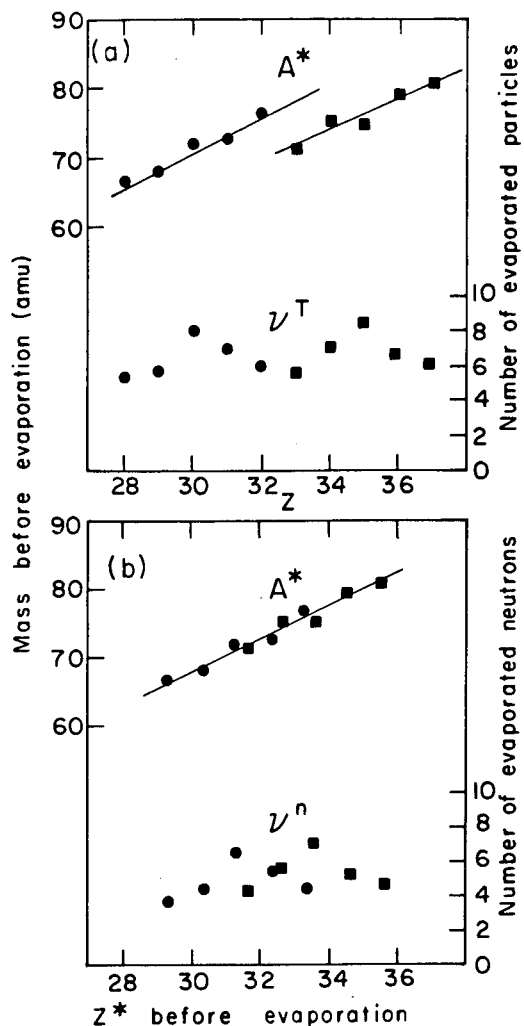 (a)
A*
90
80
70
60
νᵀ
10
8
6
4
2
0
28
30
32
34
36
Z
Number of evaporated particles
Mass before evaporation (amu)
(b)
A*
90
80
70
60
νⁿ
10
8
6
4
2
0
28
30
32
34
36
Z* before evaporation
Number of evaporated neutrons